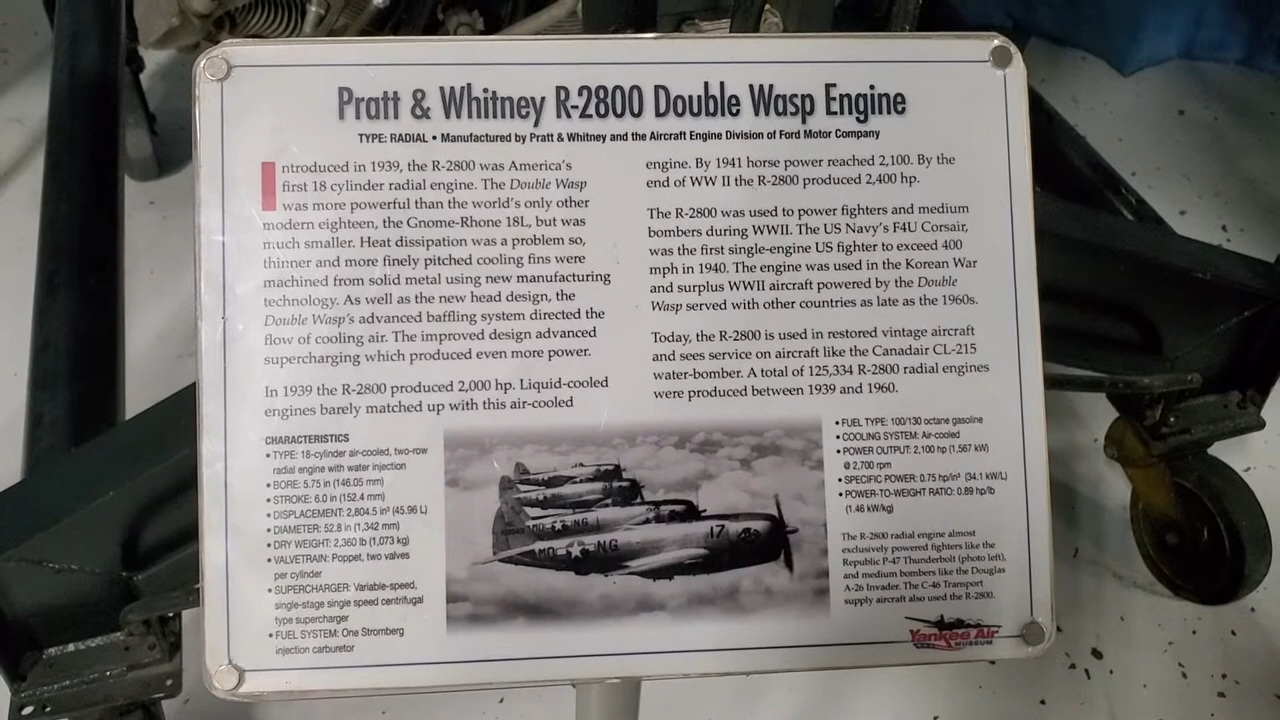 Pratt & Whitney R-2800 Double Wasp Engine
TYPE: RADIAL • Manufactured by Pratt & Whitney and the Aircraft Engine Division of Ford Motor Company
Introduced in 1939, the R-2800 was America's
first 18 cylinder radial engine. The Double Wasp
was more powerful than the world's only other
modern eighteen, the Gnome-Rhone 18L, but was
much smaller. Heat dissipation was a problem so,
thinner and more finely pitched cooling fins were
machined from solid metal using new manufacturing
technology. As well as the new head design, the
Double Wasp's advanced baffling system directed the
flow of cooling air. The improved design advanced
supercharging which produced even more power.
In 1939 the R-2800 produced 2,000 hp. Liquid-cooled
engines barely matched up with this air-cooled
engine. By 1941 horse power reached 2,100. By the
end of WW II the R-2800 produced 2,400 hp.
The R-2800 was used to power fighters and medium
bombers during WWII. The US Navy's F4U Corsair,
was the first single-engine US fighter to exceed 400
mph in 1940. The engine was used in the Korean War
and surplus WWII aircraft powered by the Double
Wasp served with other countries as late as the 1960s.
Today, the R-2800 is used in restored vintage aircraft
and sees service on aircraft like the Canadair CL-215
water-bomber. A total of 125,334 R-2800 radial engines
were produced between 1939 and 1960.
CHARACTERISTICS
• TYPE: 18-cylinder air-cooled, two-row
radial engine with water injection
• BORE: 5.75 in (146.05 mm)
• STROKE: 6.0 in (152.4 mm)
• DISPLACEMENT: 2,804.5 in³ (45.96 L)
• DIAMETER: 52.8 in (1,342 mm)
• DRY WEIGHT: 2,360 lb (1,073 kg)
• VALVETRAIN: Poppet, two valves
per cylinder
• SUPERCHARGER: Variable-speed,
single-stage single speed centrifugal
type supercharger
• FUEL SYSTEM: One Stromberg
injection carburetor
MO NG
MO NG 17
• FUEL TYPE: 100/130 octane gasoline
• COOLING SYSTEM: Air-cooled
• POWER OUTPUT: 2,100 hp (1,567 kW)
@ 2,700 rpm
• SPECIFIC POWER: 0.75 hp/in³ (34.1 kW/L)
• POWER-TO-WEIGHT RATIO: 0.89 hp/lb
(1.46 kW/kg)
The R-2800 radial engine almost
exclusively powered fighters like the
Republic P-47 Thunderbolt (photo left),
and medium bombers like the Douglas
A-26 Invader. The C-46 Transport
supply aircraft also used the R-2800.
Yankee Air
MUSEUM